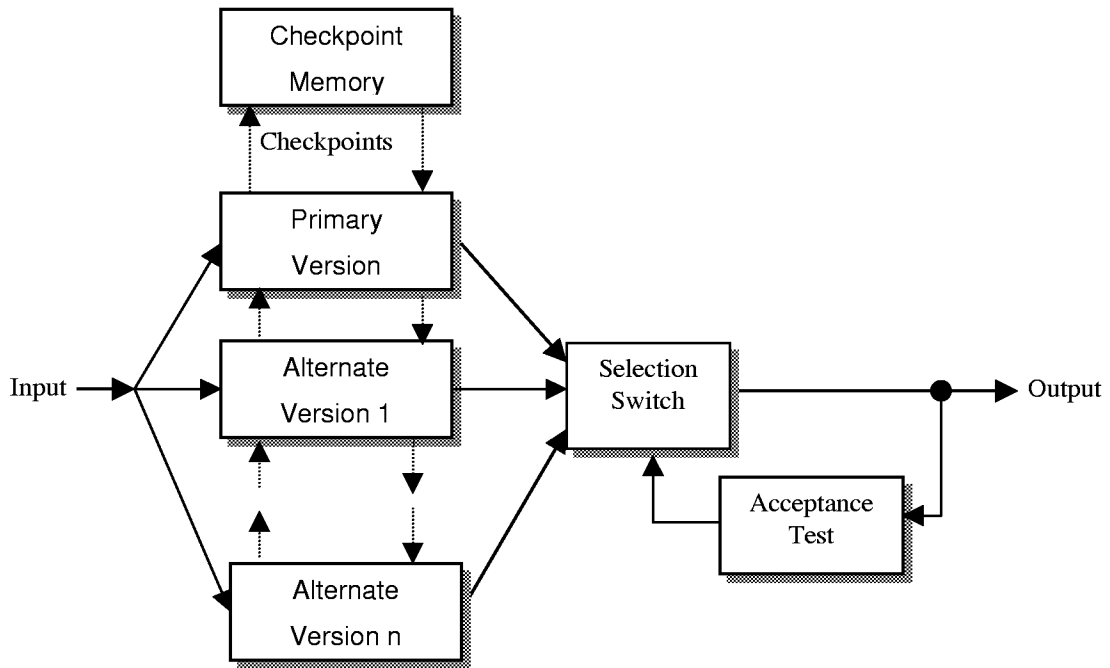 Checkpoint
Memory
Checkpoints
Primary
Version
Alternate
Version 1
Input
Selection
Switch
Output
Acceptance
Test
Alternate
Version n